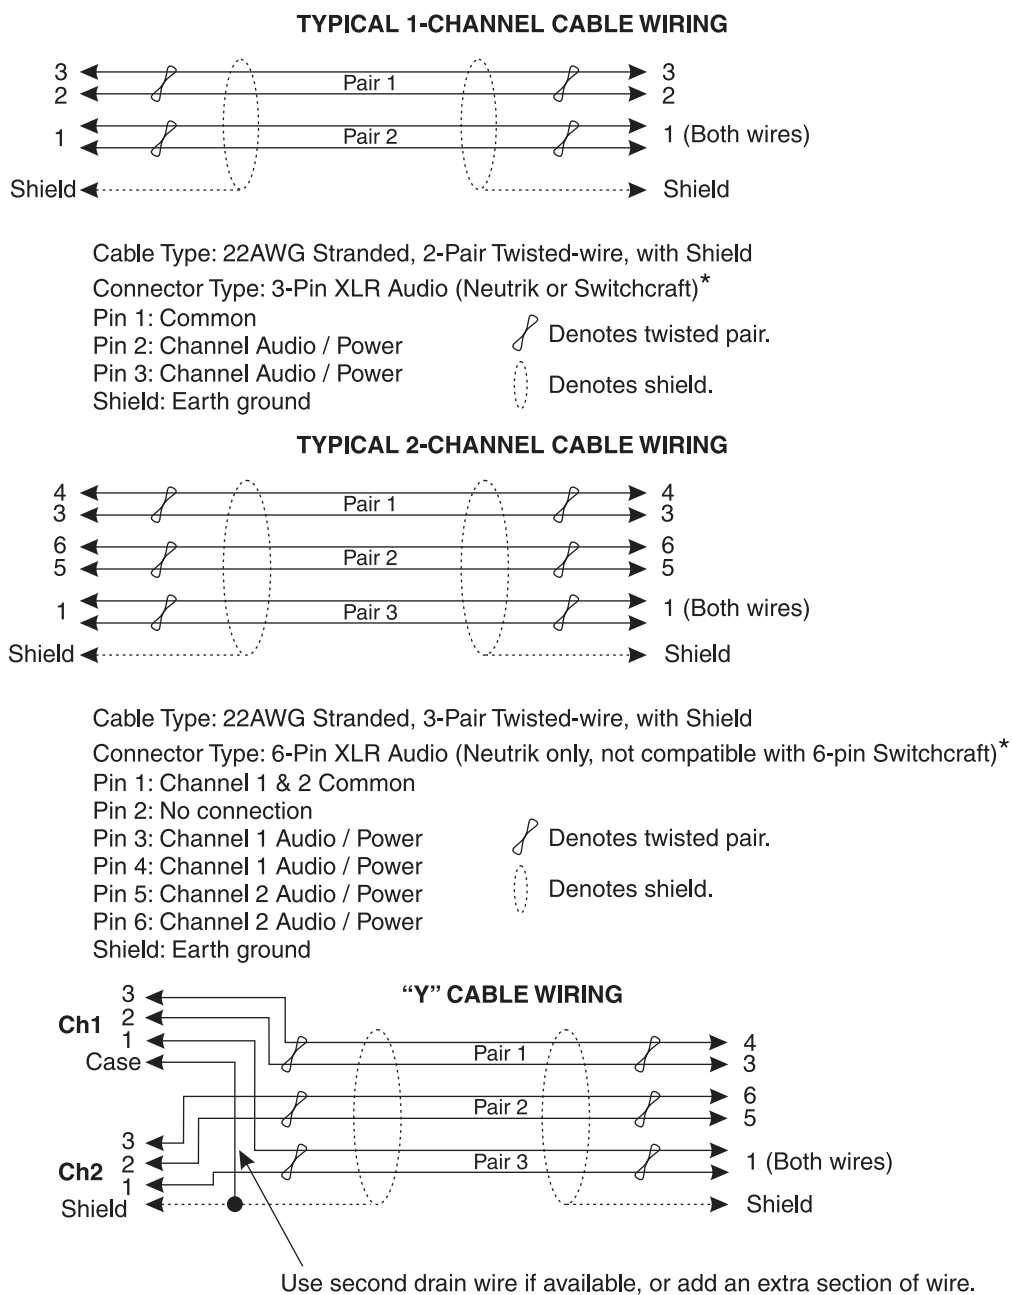 TYPICAL 1-CHANNEL CABLE WIRING
3 Pair 1 3
2 2
1 Pair 2 1 (Both wires)
Shield Shield
Cable Type: 22AWG Stranded, 2-Pair Twisted-wire, with Shield
Connector Type: 3-Pin XLR Audio (Neutrik or Switchcraft)*
Pin 1: Common
Pin 2: Channel Audio / Power
Pin 3: Channel Audio / Power
Shield: Earth ground
Denotes twisted pair.
Denotes shield.
TYPICAL 2-CHANNEL CABLE WIRING
4 Pair 1 4
3 3
6 6
5 Pair 2 5
1 Pair 3 1 (Both wires)
Shield Shield
Cable Type: 22AWG Stranded, 3-Pair Twisted-wire, with Shield
Connector Type: 6-Pin XLR Audio (Neutrik only, not compatible with 6-pin Switchcraft)*
Pin 1: Channel 1 & 2 Common
Pin 2: No connection
Pin 3: Channel 1 Audio / Power
Pin 4: Channel 1 Audio / Power
Pin 5: Channel 2 Audio / Power
Pin 6: Channel 2 Audio / Power
Shield: Earth ground
Denotes twisted pair.
Denotes shield.
“Y” CABLE WIRING
3
Ch1 2
1 4
Case Pair 1 3
6
Pair 2 5
3
Ch2 2 Pair 3 1 (Both wires)
1
Shield Shield
Use second drain wire if available, or add an extra section of wire.